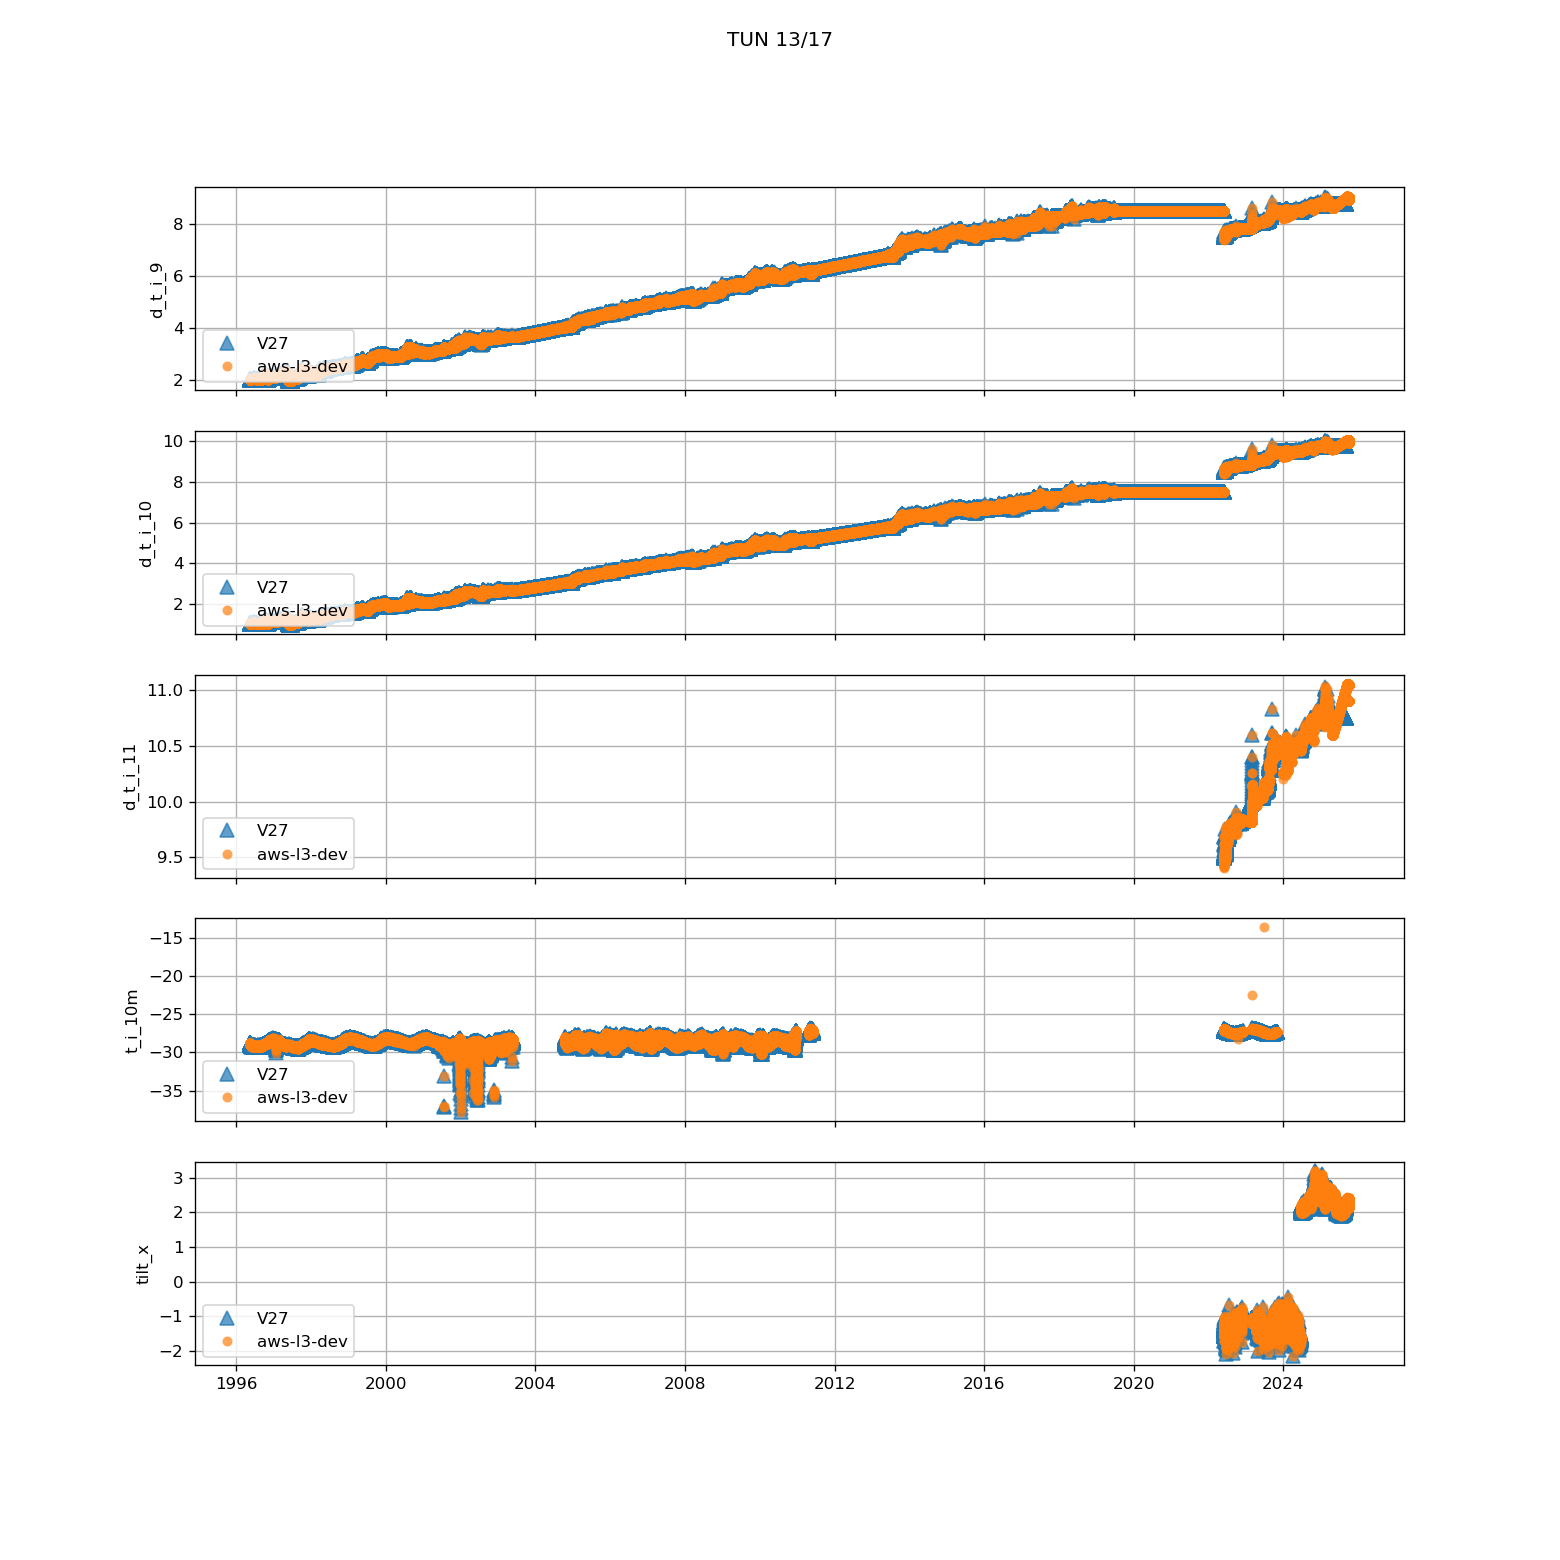 TUN 13/17
8
6
4
2
d_t_i_9
V27
aws-l3-dev
10
8
6
4
2
d_t_i_10
V27
aws-l3-dev
11.0
10.5
10.0
9.5
d_t_i_11
V27
aws-l3-dev
−15
−20
−25
−30
−35
t_i_10m
V27
aws-l3-dev
3
2
1
0
−1
−2
tilt_x
V27
aws-l3-dev
1996 2000 2004 2008 2012 2016 2020 2024